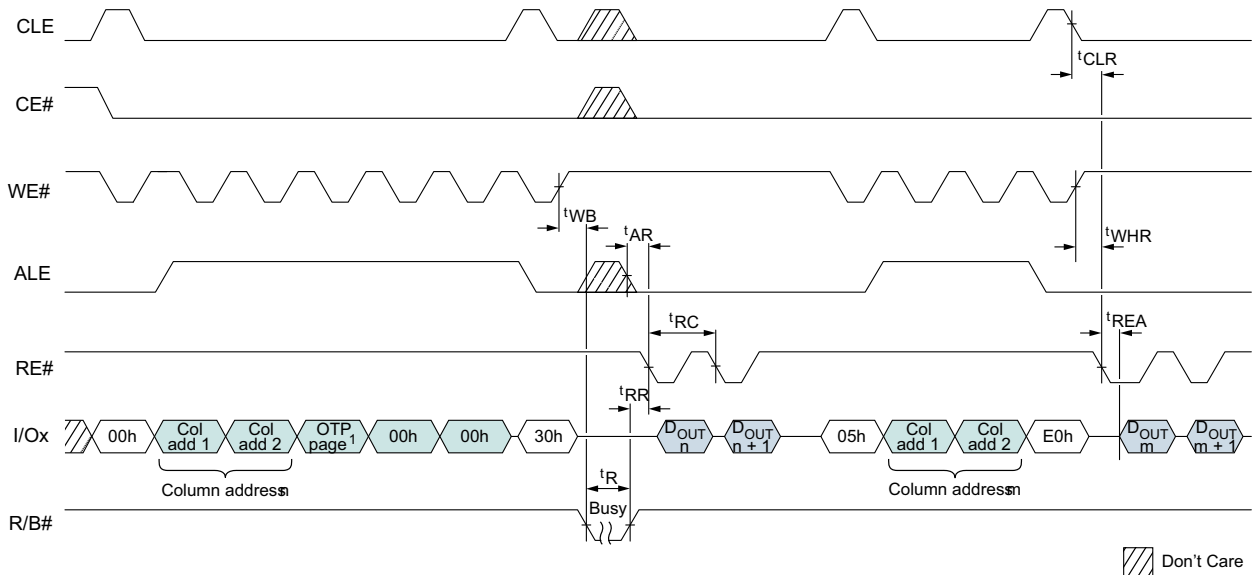 CLE
tCLR
CE#
WE#
tWB
tAR
tWHR
ALE
tRC
tREA
RE#
tRR
I/Ox
00h
Col add 1
Col add 2
OTP page1
00h
00h
30h
DOUT n
DOUT n + 1
05h
Col add 1
Col add 2
E0h
DOUT m
DOUT m + 1
Column address n
tR
Column address m
Busy
R/B#
Don't Care